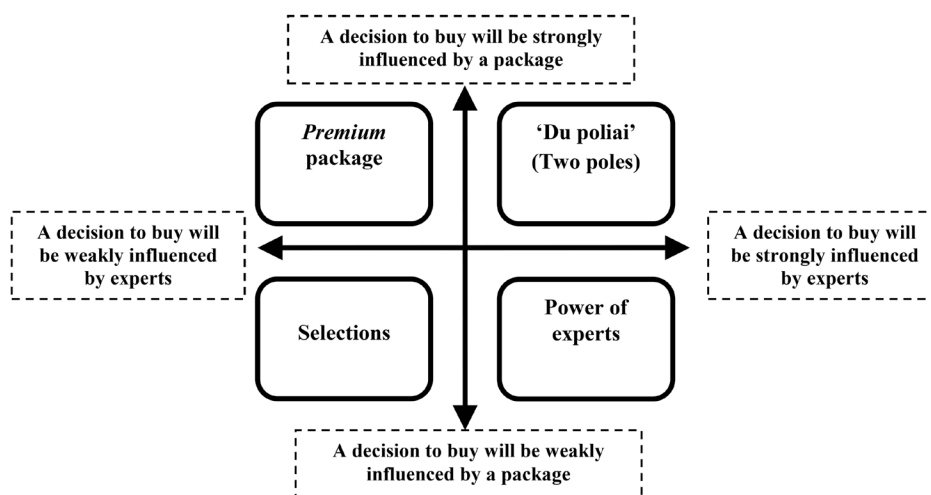 A decision to buy will be strongly
influenced by a package
Premium
package
‘Du poliai’
(Two poles)
A decision to buy will
be weakly influenced
by experts
A decision to buy will
be strongly influenced
by experts
Selections
Power of
experts
A decision to buy will be weakly
influenced by a package